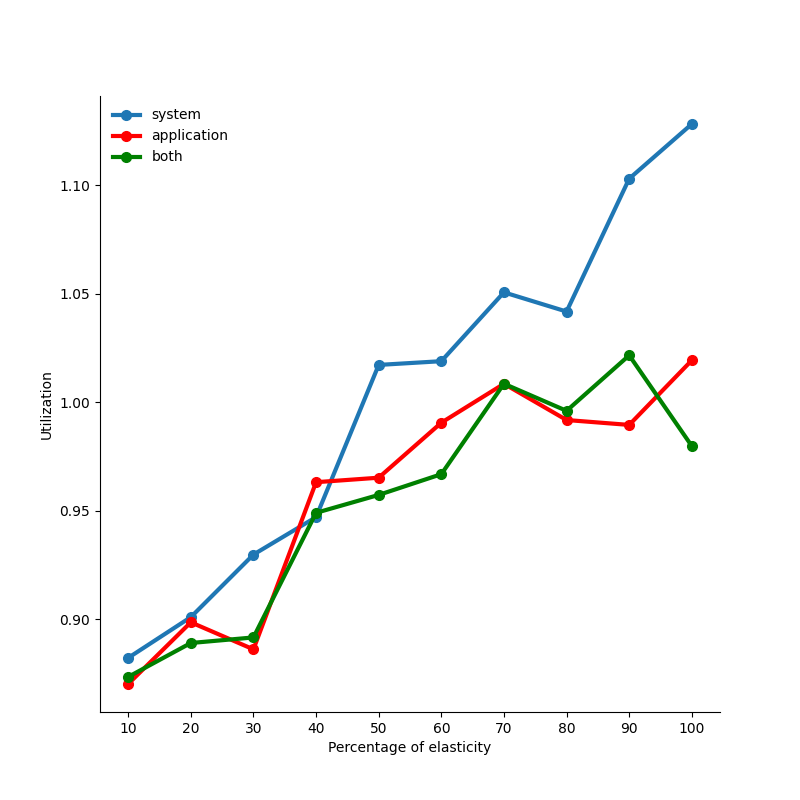 system
application
both
1.10
1.05
1.00
0.95
0.90
Utilization
10 20 30 40 50 60 70 80 90 100
Percentage of elasticity